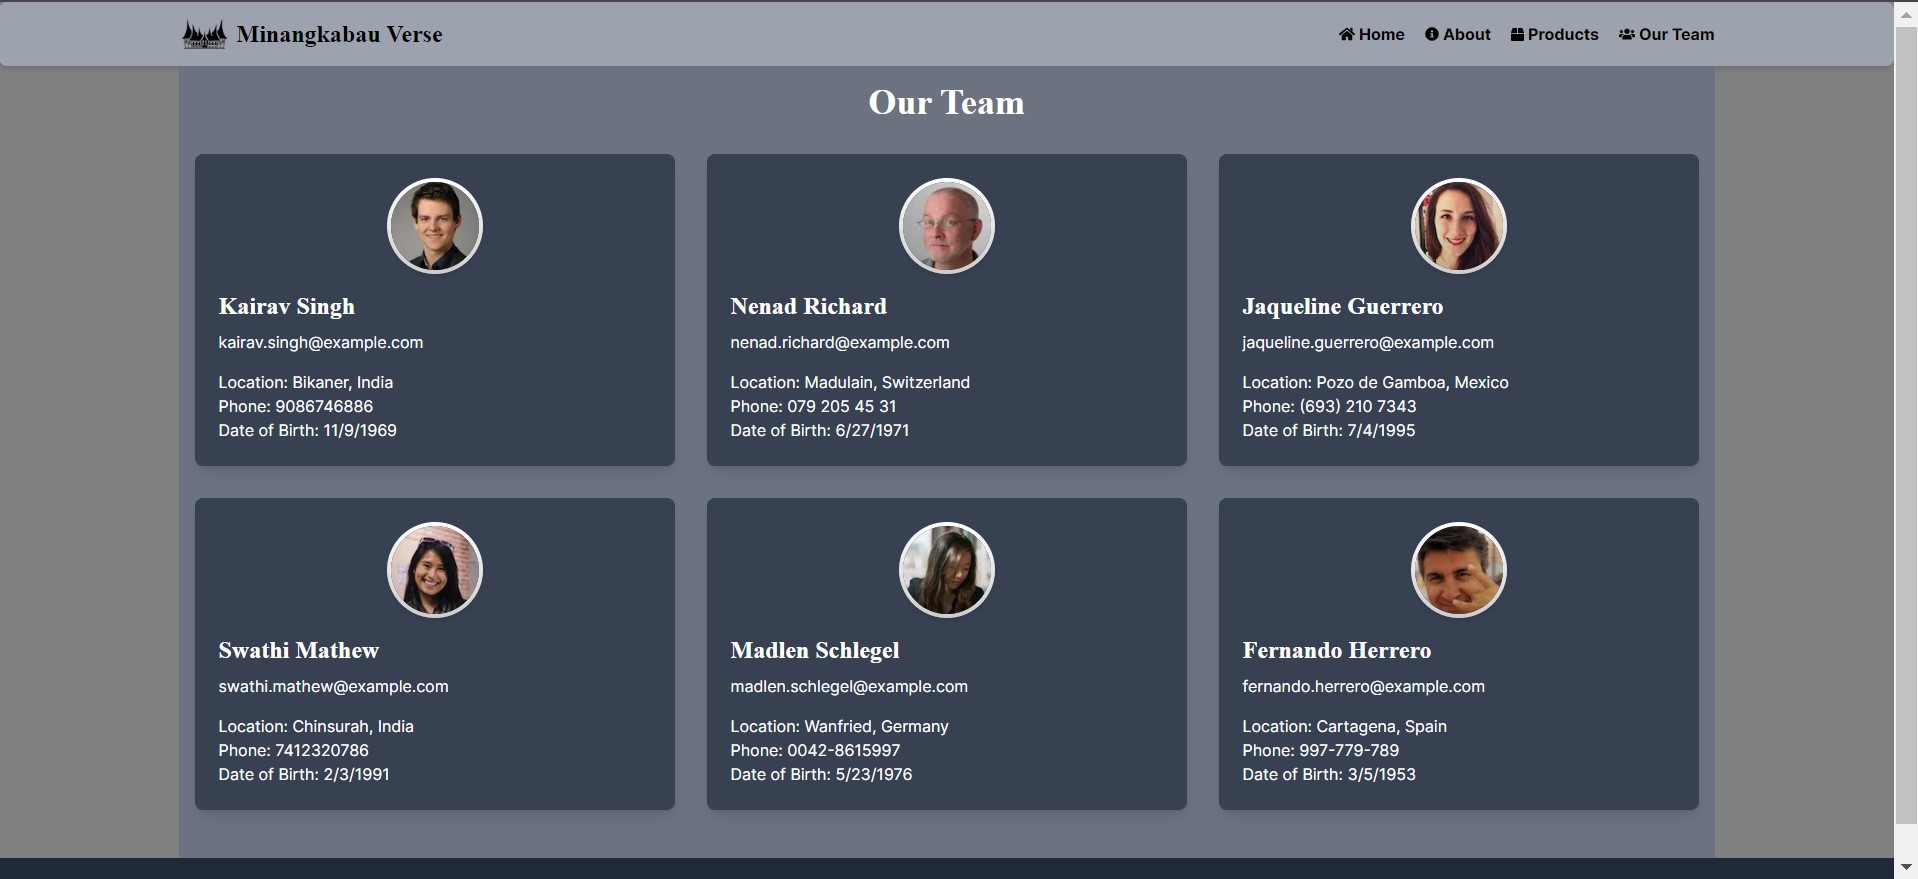 Minangkabau Verse
Home About Products Our Team
Our Team
Kairav Singh
kairav.singh@example.com
Location: Bikaner, India
Phone: 9086746886
Date of Birth: 11/9/1969
Nenad Richard
nenad.richard@example.com
Location: Madulain, Switzerland
Phone: 079 205 45 31
Date of Birth: 6/27/1971
Jaqueline Guerrero
jaqueline.guerrero@example.com
Location: Pozo de Gamboa, Mexico
Phone: (693) 210 7343
Date of Birth: 7/4/1995
Swathi Mathew
swathi.mathew@example.com
Location: Chinsurah, India
Phone: 7412320786
Date of Birth: 2/3/1991
Madlen Schlegel
madlen.schlegel@example.com
Location: Wanfried, Germany
Phone: 0042-8615997
Date of Birth: 5/23/1976
Fernando Herrero
fernando.herrero@example.com
Location: Cartagena, Spain
Phone: 997-779-789
Date of Birth: 3/5/1953